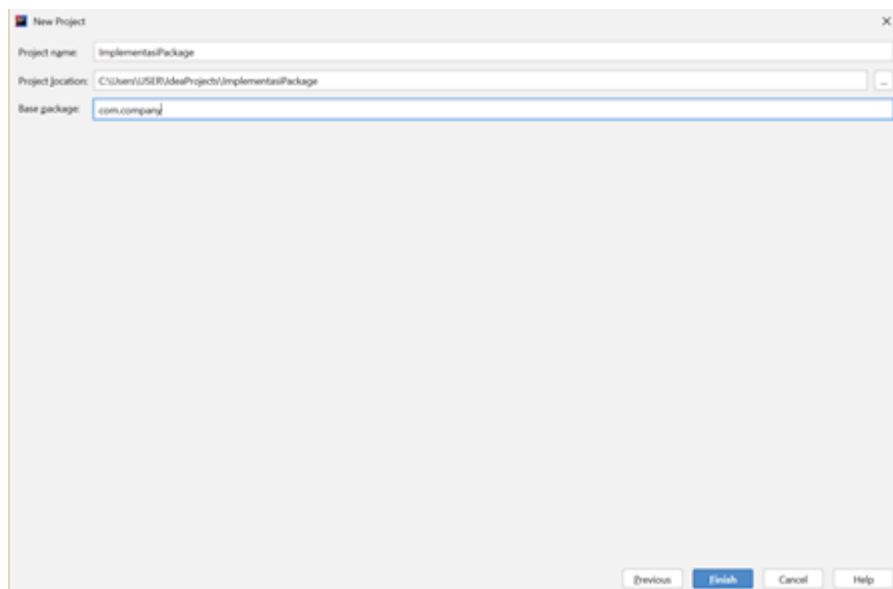 New Project
Project name: ImplementasiPackage
Project location: C:\Users\USER\IdeaProjects\ImplementasiPackage ...
Base package: com.company
Previous Finish Cancel Help